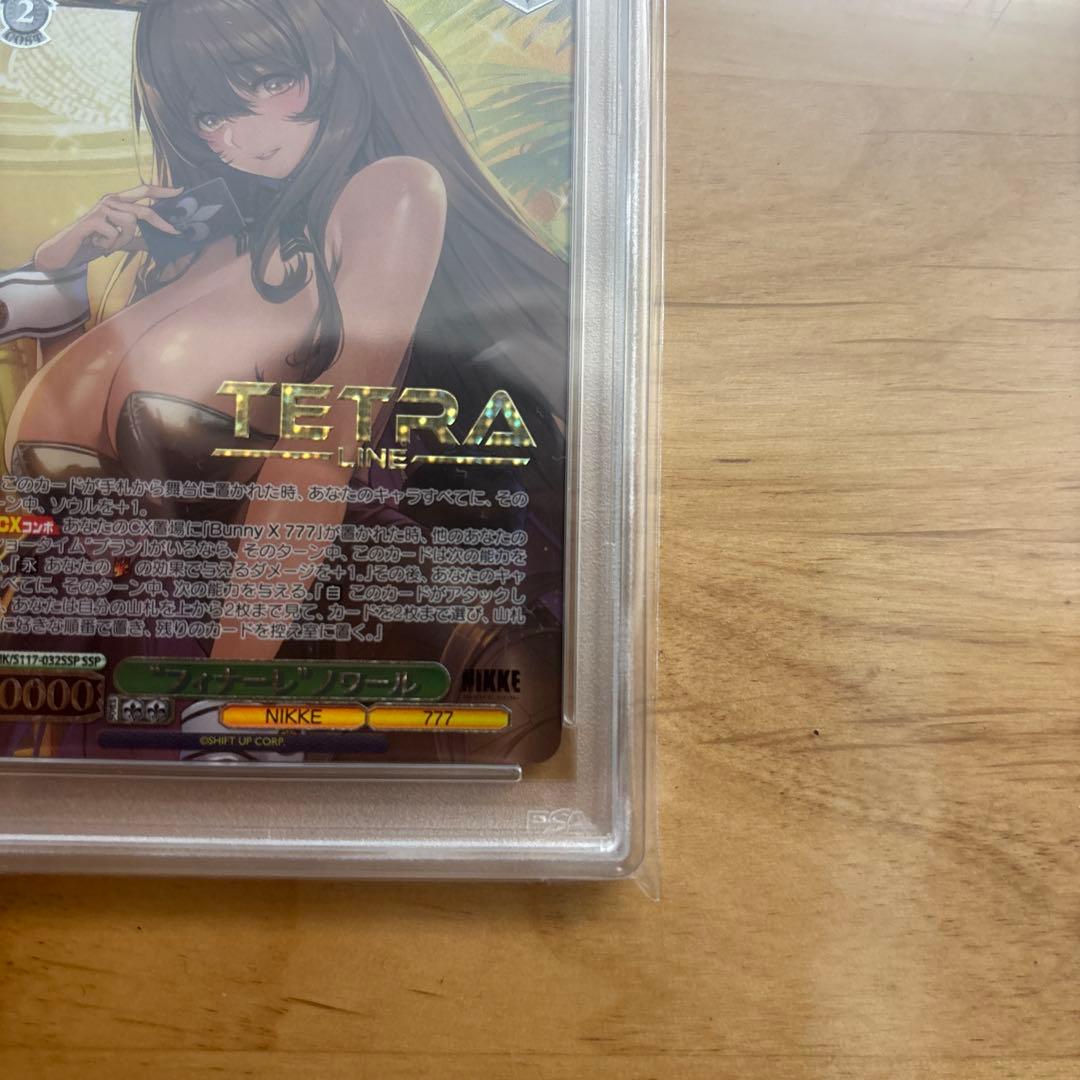 2
COST
TETRA
LINE
このカードが手札から舞台に置かれた時、あなたのキャラすべてに、その
ーン中、ソウルを+1。
CXコンボ あなたのCX置場に「Bunny X 777」が置かれた時、他のあなたの
ショータイム"ブラン」がいるなら、そのターン中、このカードは次の能力を
。『永 あなたの の効果で与えるダメージを+1。』その後、あなたのキャ
べてに、そのターン中、次の能力を与える。『自 このカードがアタックし
、あなたは自分の山札を上から2枚まで見て、カードを2枚まで選び、山札
に好きな順番で置き、残りのカードを控え室に置く。』
IK/S117-032SSP SSP
0000
"フィナーレ"ノワール
NIKKE
NIKKE
777
©SHIFT UP CORP.
PSA